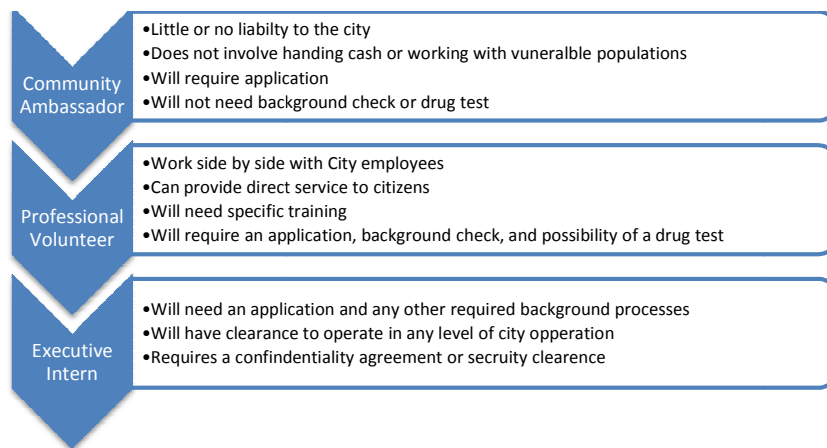 Community
Ambassador
•Little or no liabilty to the city
•Does not involve handing cash or working with vuneralble populations
•Will require application
•Will not need background check or drug test
Professional
Volunteer
•Work side by side with City employees
•Can provide direct service to citizens
•Will need specific training
•Will require an application, background check, and possibility of a drug test
Executive
Intern
•Will need an application and any other required background processes
•Will have clearance to operate in any level of city opperation
•Requires a confindentiality agreement or secruity clearence